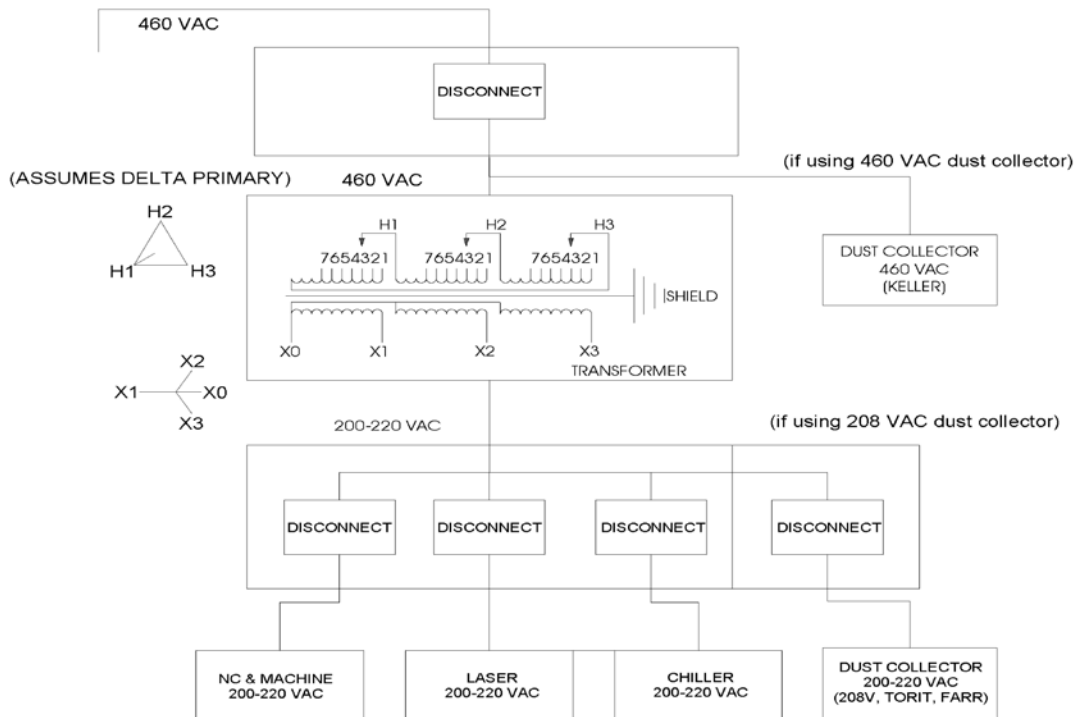 460 VAC
DISCONNECT
(if using 460 VAC dust collector)
(ASSUMES DELTA PRIMARY)
460 VAC
H2
H1 H3
H1 H2 H3
7654321 7654321 7654321
SHIELD
X0 X1 X2 X3
TRANSFORMER
DUST COLLECTOR
460 VAC
(KELLER)
X2
X1 X0
X3
200-220 VAC
(if using 208 VAC dust collector)
DISCONNECT DISCONNECT DISCONNECT DISCONNECT
NC & MACHINE
200-220 VAC
LASER
200-220 VAC
CHILLER
200-220 VAC
DUST COLLECTOR
200-220 VAC
(208V, TORIT, FARR)